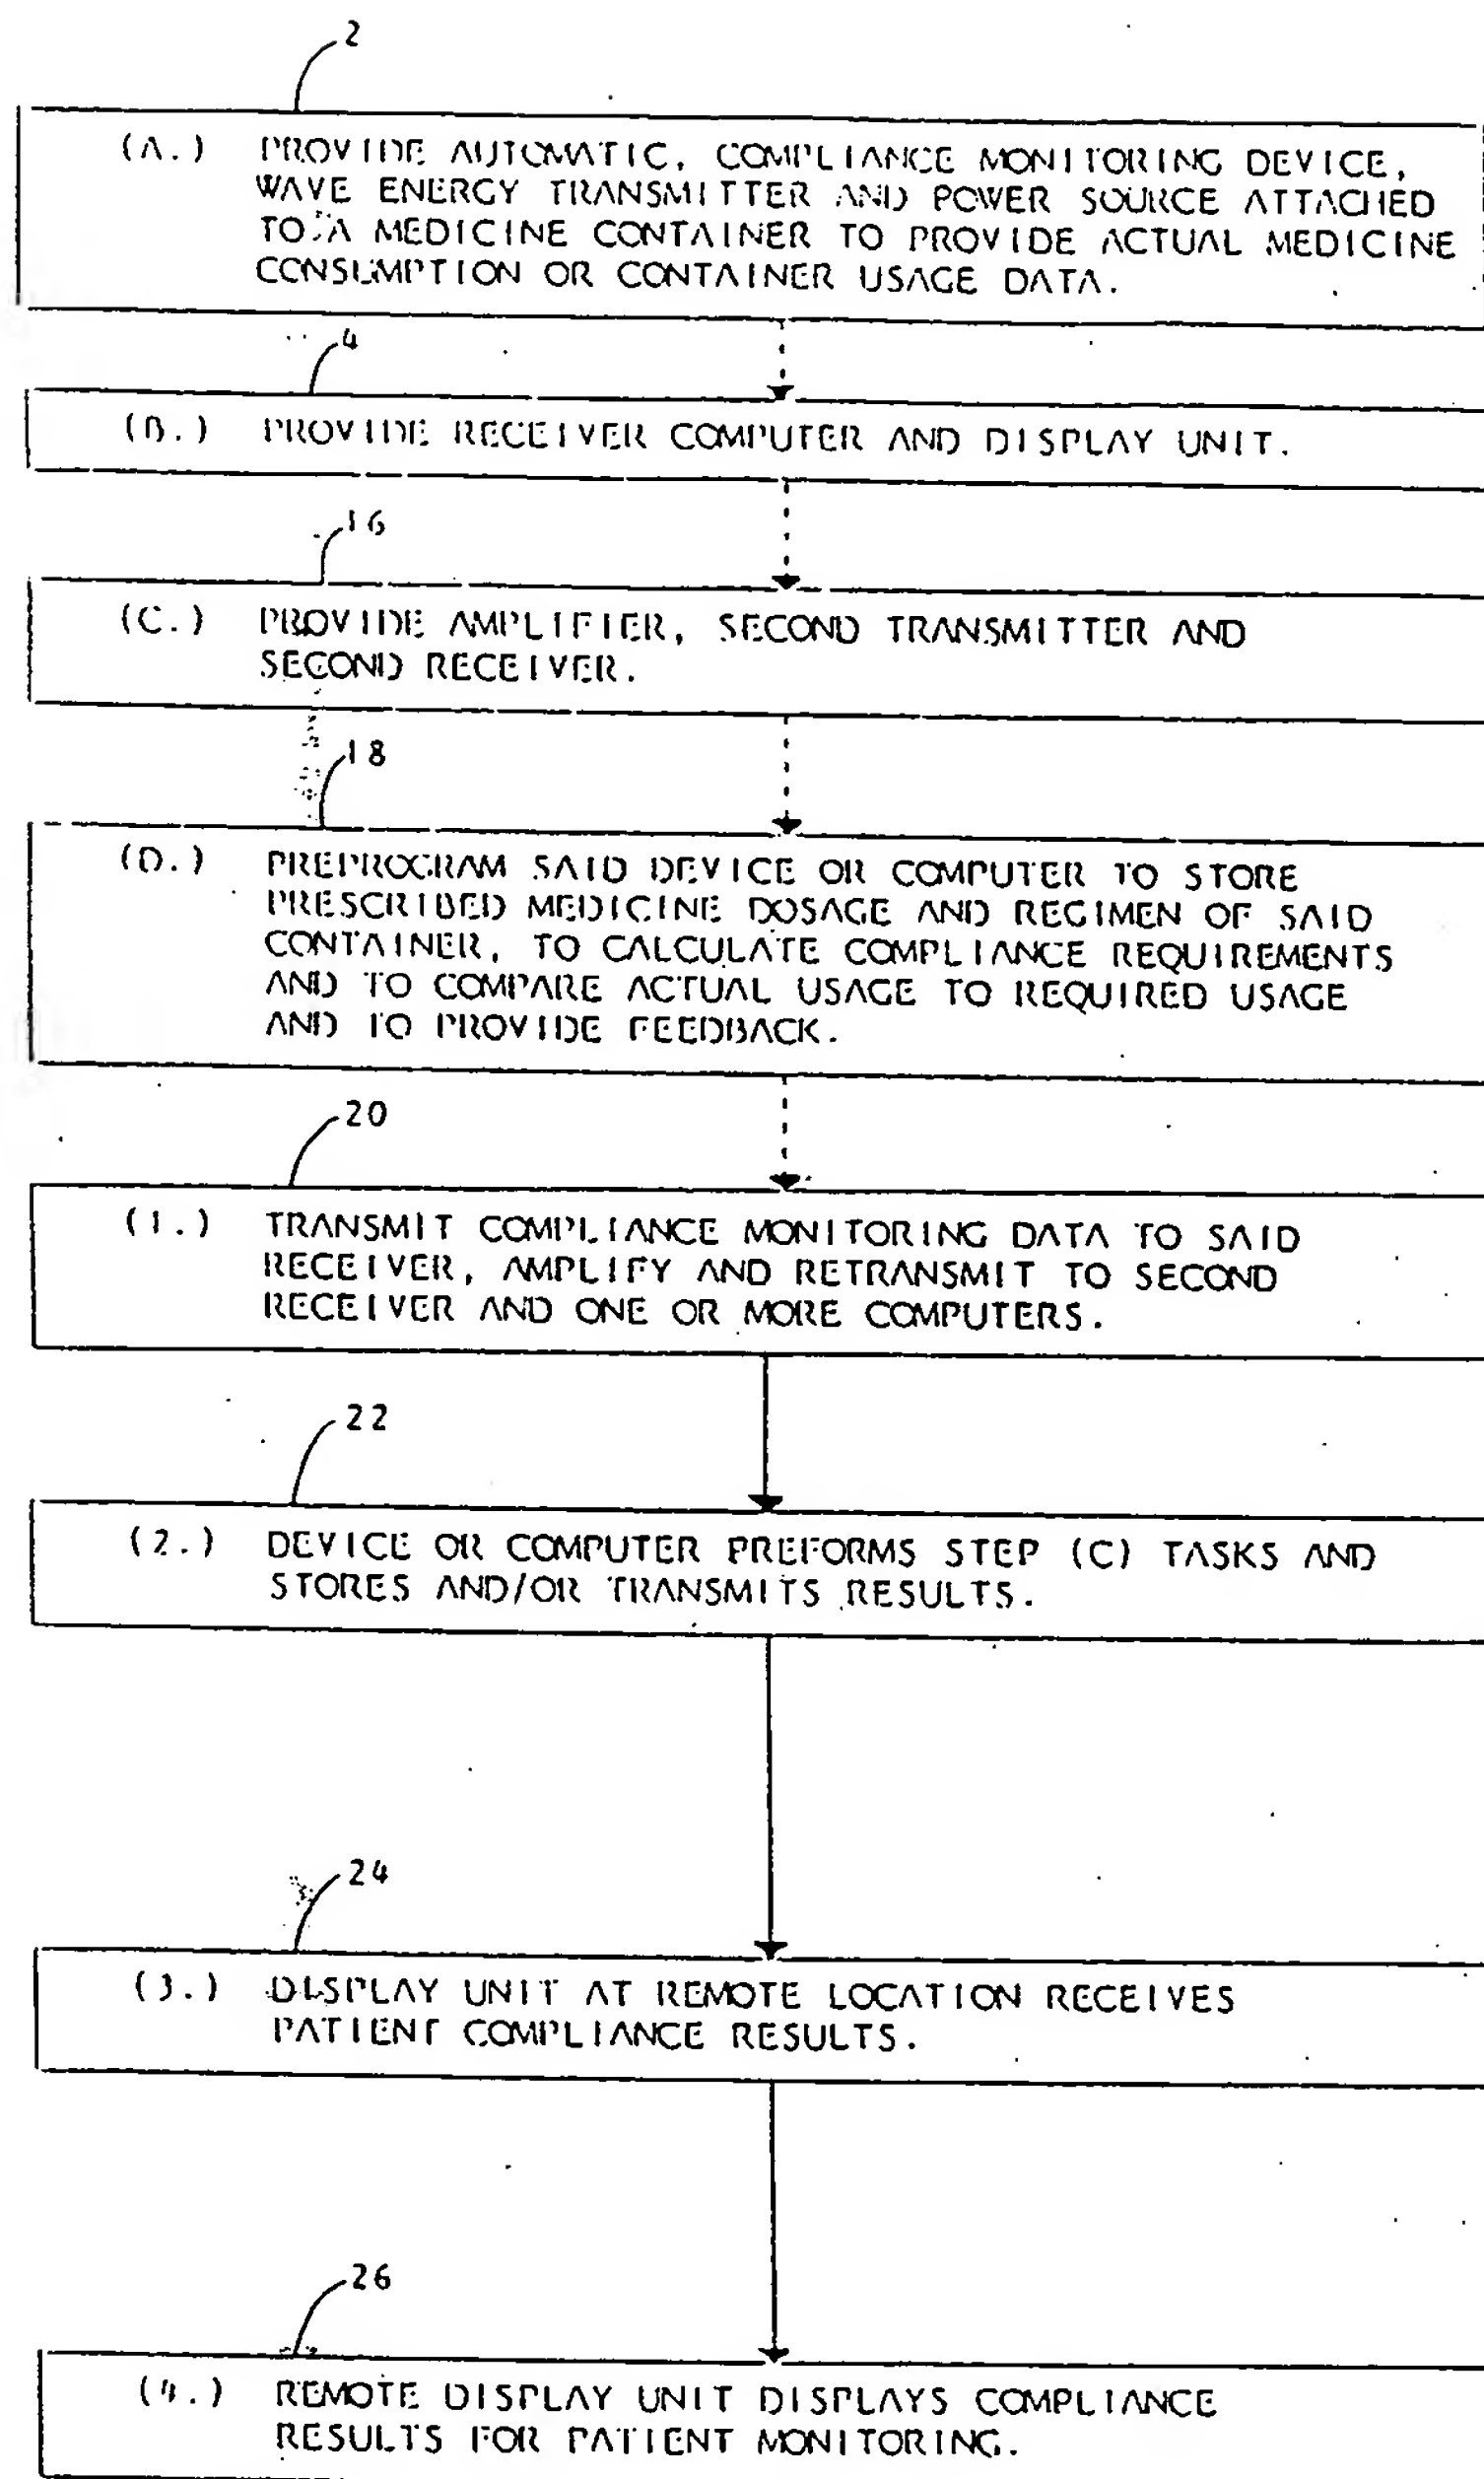 2
(A.) PROVIDE AUTOMATIC, COMPLIANCE MONITORING DEVICE,
WAVE ENERGY TRANSMITTER AND POWER SOURCE ATTACHED
TO A MEDICINE CONTAINER TO PROVIDE ACTUAL MEDICINE
CONSUMPTION OR CONTAINER USAGE DATA.
4
(B.) PROVIDE RECEIVER COMPUTER AND DISPLAY UNIT.
16
(C.) PROVIDE AMPLIFIER, SECOND TRANSMITTER AND
SECOND RECEIVER.
18
(D.) PREPROGRAM SAID DEVICE OR COMPUTER TO STORE
PRESCRIBED MEDICINE DOSAGE AND REGIMEN OF SAID
CONTAINER, TO CALCULATE COMPLIANCE REQUIREMENTS
AND TO COMPARE ACTUAL USAGE TO REQUIRED USAGE
AND TO PROVIDE FEEDBACK.
20
(1.) TRANSMIT COMPLIANCE MONITORING DATA TO SAID
RECEIVER, AMPLIFY AND RETRANSMIT TO SECOND
RECEIVER AND ONE OR MORE COMPUTERS.
22
(2.) DEVICE OR COMPUTER PREFORMS STEP (C) TASKS AND
STORES AND/OR TRANSMITS RESULTS.
24
(3.) DISPLAY UNIT AT REMOTE LOCATION RECEIVES
PATIENT COMPLIANCE RESULTS.
26
(4.) REMOTE DISPLAY UNIT DISPLAYS COMPLIANCE
RESULTS FOR PATIENT MONITORING.